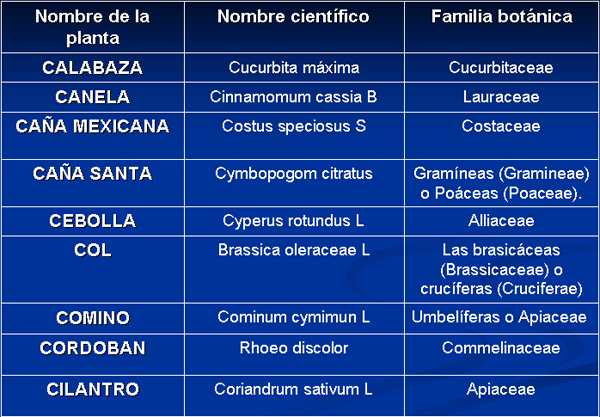 Nombre de la planta Nombre científico Familia botánica
CALABAZA Cucurbita máxima Cucurbitaceae
CANELA Cinnamomum cassia B Lauraceae
CAÑA MEXICANA Costus speciosus S Costaceae
CAÑA SANTA Cymbopogom citratus Gramíneas (Gramineae)
o Poáceas (Poaceae).
CEBOLLA Cyperus rotundus L Alliaceae
COL Brassica oleraceae L Las brasicáceas
(Brassicaceae) o
crucíferas (Cruciferae)
COMINO Cominum cymimun L Umbelíferas o Apiaceae
CORDOBAN Rhoeo discolor Commelinaceae
CILANTRO Coriandrum sativum L Apiaceae